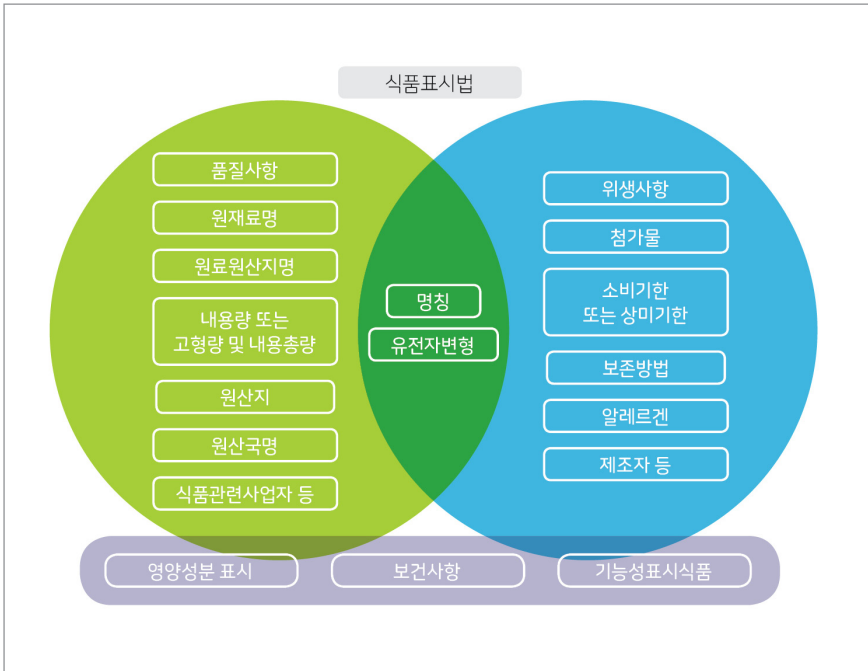 식품표시법
품질사항
원재료명
원료원산지명
내용량 또는
고형량 및 내용총량
원산지
원산국명
식품관련사업자 등
명칭
유전자변형
위생사항
첨가물
소비기한
또는 상미기한
보존방법
알레르겐
제조자 등
영양성분 표시
보건사항
기능성표시식품